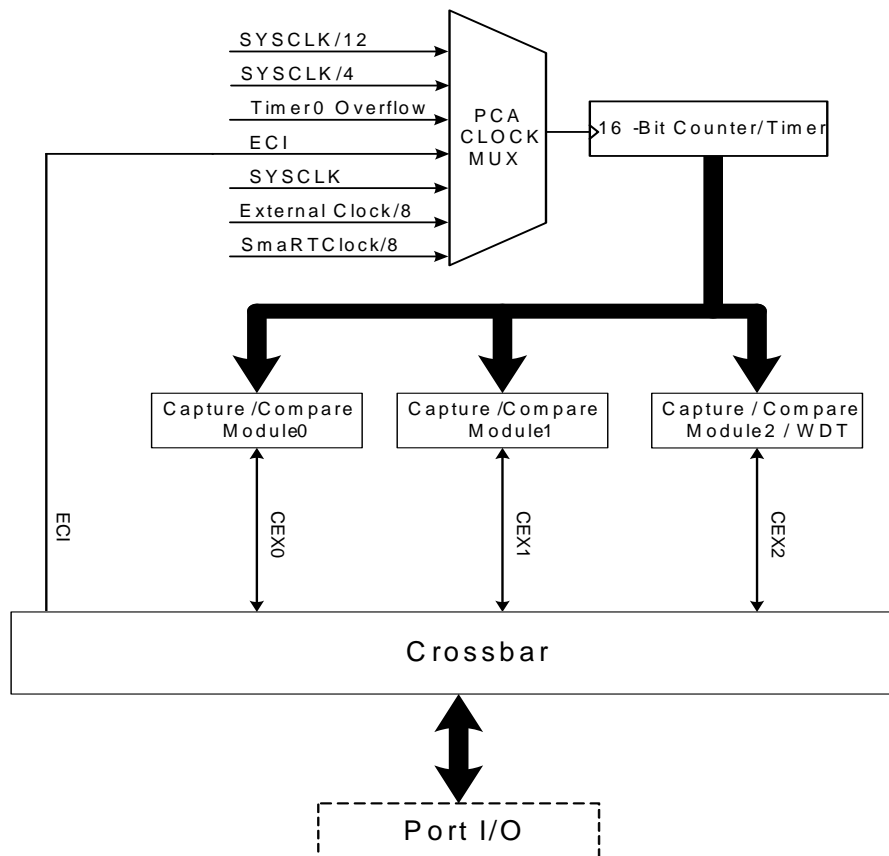 SYSCLK/12
SYSCLK/4
Timer0 Overflow
ECI
SYSCLK
External Clock/8
SmaRTClock/8
PCA
CLOCK
MUX
16 -Bit Counter/Timer
Capture /Compare
Module0
Capture /Compare
Module1
Capture / Compare
Module2 / WDT
ECI
CEX0
CEX1
CEX2
Crossbar
Port I/O